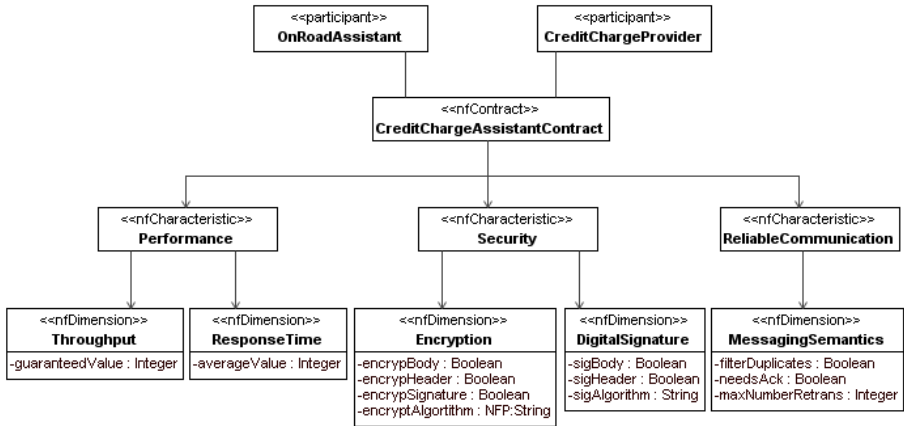 <<participant>>
OnRoadAssistant
<<participant>>
CreditChargeProvider
<<nfContract>>
CreditChargeAssistantContract
<<nfCharacteristic>>
Performance
<<nfCharacteristic>>
Security
<<nfCharacteristic>>
ReliableCommunication
<<nfDimension>>
Throughput
-guaranteedValue : Integer
<<nfDimension>>
ResponseTime
-averageValue : Integer
<<nfDimension>>
Encryption
-encrypBody : Boolean
-encrypHeader : Boolean
-encrypSignature : Boolean
-encryptAlgortithm : NFP:String
<<nfDimension>>
DigitalSignature
-sigBody : Boolean
-sigHeader : Boolean
-sigAlgorithm : String
<<nfDimension>>
MessagingSemantics
-filterDuplicates : Boolean
-needsAck : Boolean
-maxNumberRetrans : Integer